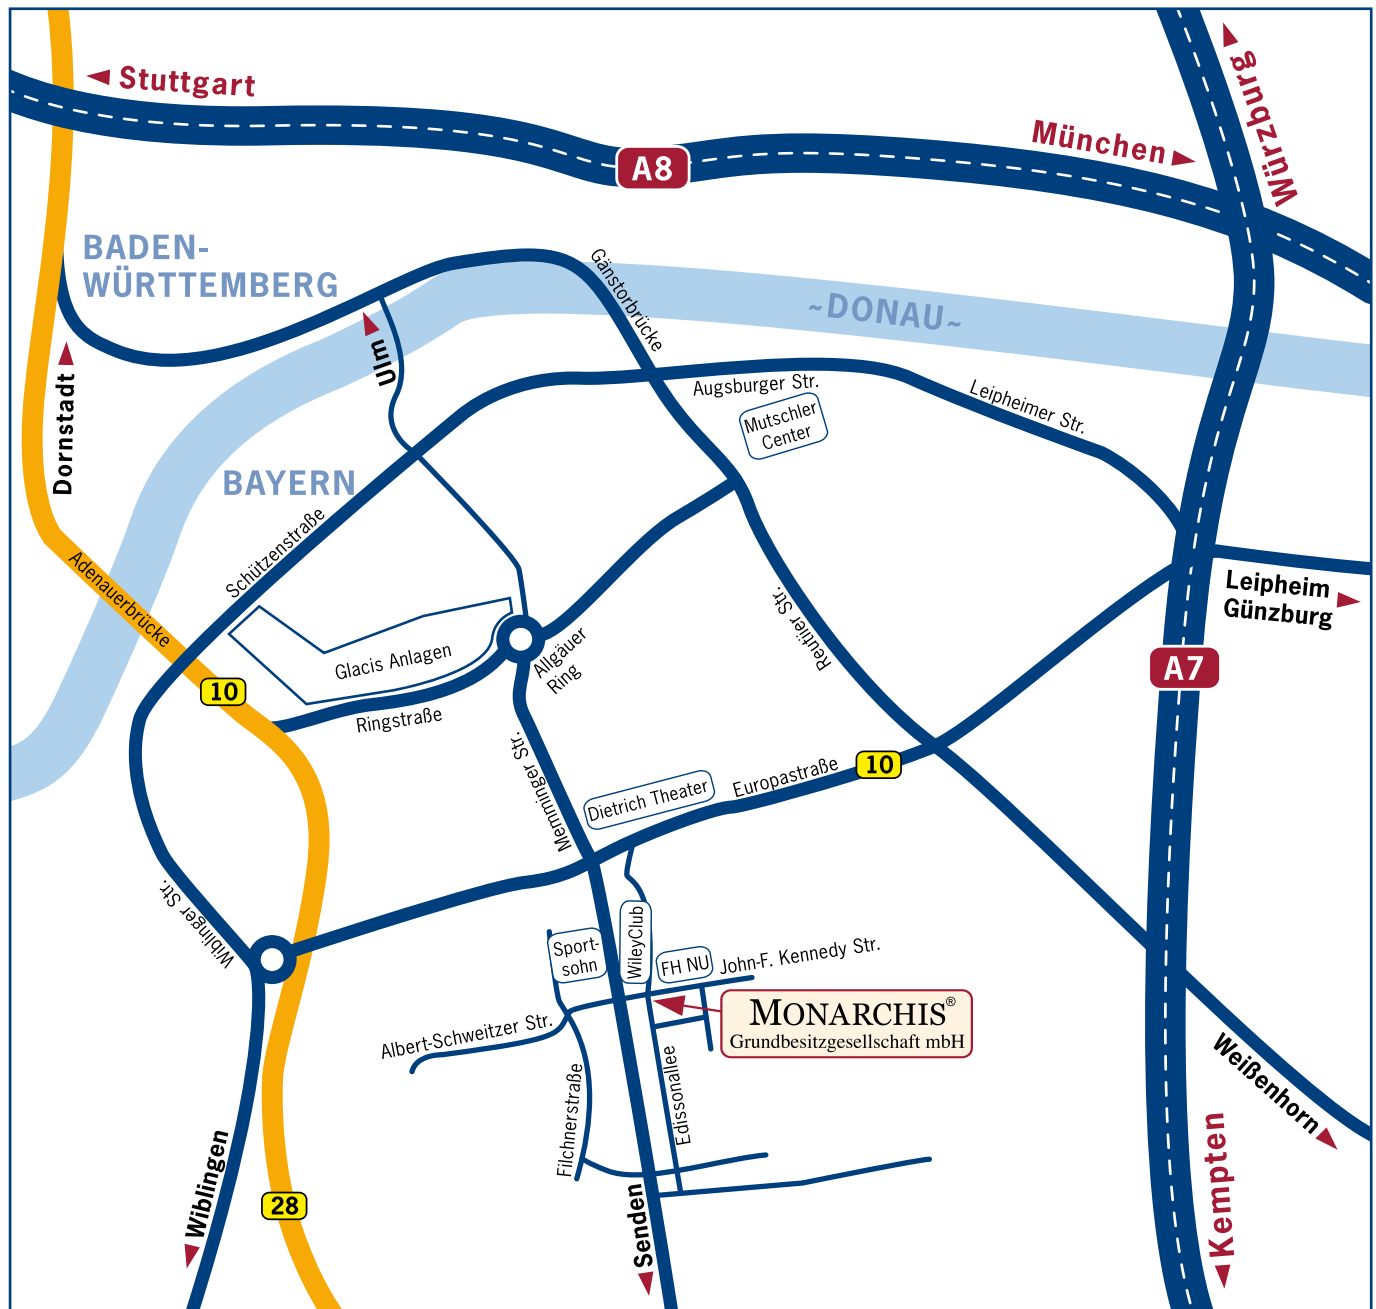 Stuttgart
Würzburg
München
A8
BADEN-
WÜRTTEMBERG
Gänstorbrücke
~DONAU~
Ulm
Dornstadt
Augsburger Str.
Leipheimer Str.
Mutschler
Center
BAYERN
Schützenstraße
Adenauerbrücke
Leipheim
Günzburg
Reutiler Str.
Glacis Anlagen
Allgäuer
Ring
A7
10
Ringstraße
Memminger Str.
Europastraße
10
Dietrich Theater
Wiblinger Str.
Sport-
sohn
WileyClub
FH NU
John-F. Kennedy Str.
MONARCHIS®
Grundbesitzgesellschaft mbH
Albert-Schweitzer Str.
Filchnerstraße
Edissonallee
Weißenhorn
Wiblingen
28
Senden
Kempten